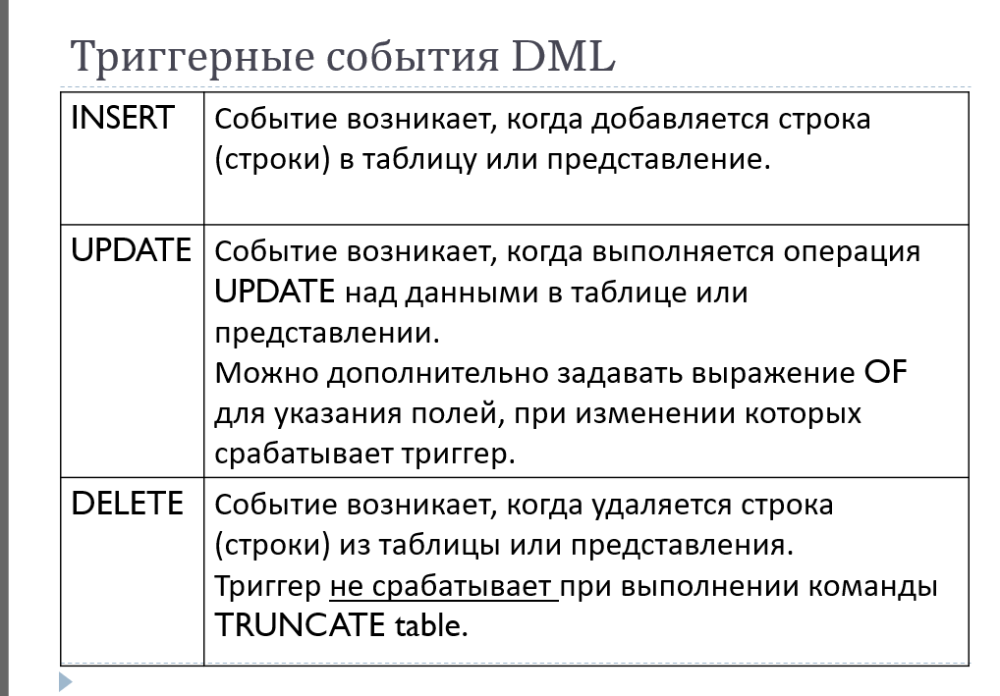 Триггерные события DML
INSERT
Событие возникает, когда добавляется строка
(строки) в таблицу или представление.
UPDATE
Событие возникает, когда выполняется операция
UPDATE над данными в таблице или
представлении.
Можно дополнительно задавать выражение OF
для указания полей, при изменении которых
срабатывает триггер.
DELETE
Событие возникает, когда удаляется строка
(строки) из таблицы или представления.
Триггер не срабатывает при выполнении команды
TRUNCATE table.